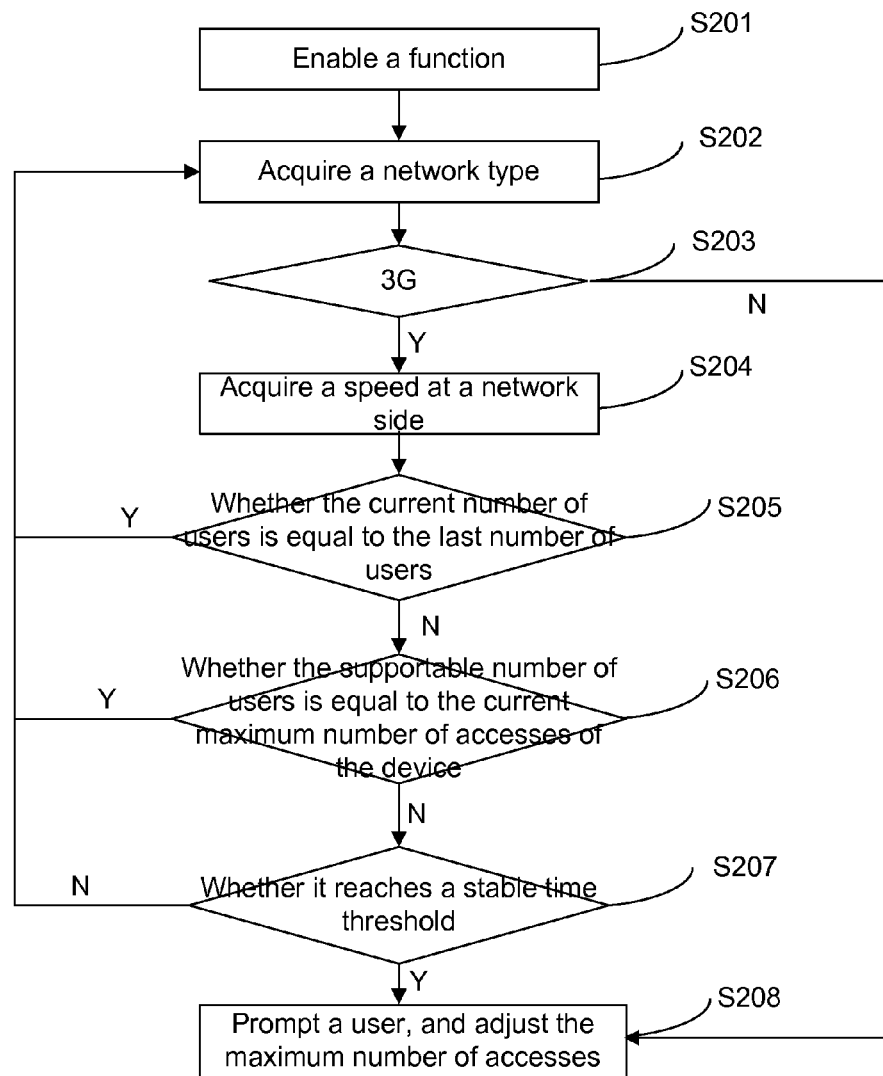 S201
Enable a function
S202
Acquire a network type
S203
3G
N
Y
S204
Acquire a speed at a network
side
S205
Whether the current number of
users is equal to the last number of
users
Y
N
S206
Whether the supportable number of
users is equal to the current
maximum number of accesses of
the device
Y
N
S207
Whether it reaches a stable time
threshold
N
Y
S208
Prompt a user, and adjust the
maximum number of accesses